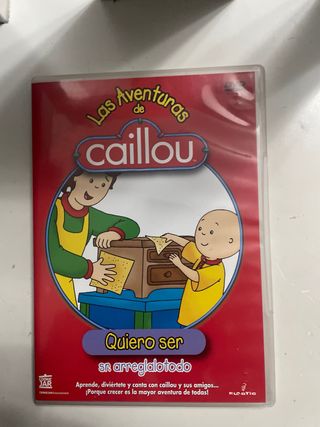 Las Aventuras
de
caillou
Quiero ser
sr. arreglalotodo
Aprende, diviértete y canta con caillou y sus amigos...
¡Porque crecer es la mayor aventura de todas!